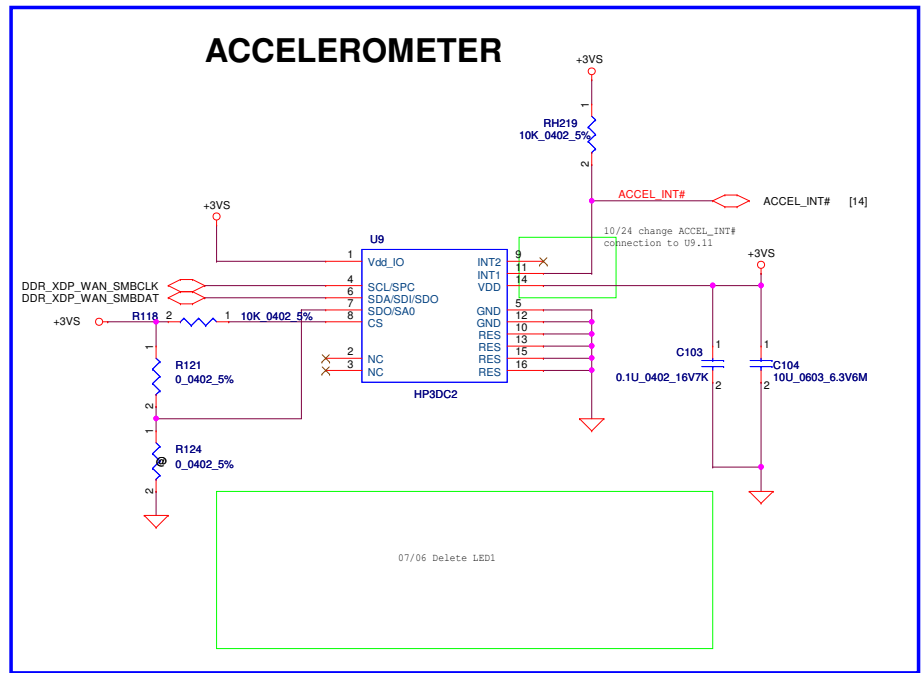 ACCELEROMETER
+3VS
1
RH219
10K_0402_5%
2
ACCEL_INT#
ACCEL_INT# [14]
+3VS
10/24 change ACCEL_INT#
connection to U9.11
U9
+3VS
1 Vdd_IO
INT2 9
INT1 11
VDD 14
DDR_XDP_WAN_SMBCLK
4 SCL/SPC
DDR_XDP_WAN_SMBDAT
6 SDA/SDI/SDO
7 SDO/SA0
GND 5
+3VS
R118 2 1 10K_0402_5%
8 CS
GND 12
RES 10
RES 13
2 NC
RES 15
3 NC
RES 16
HP3DC2
1
R121
0_0402_5%
2
1
C103
0.1U_0402_16V7K
2
1
C104
10U_0603_6.3V6M
2
1
R124
@
0_0402_5%
2
07/06 Delete LED1